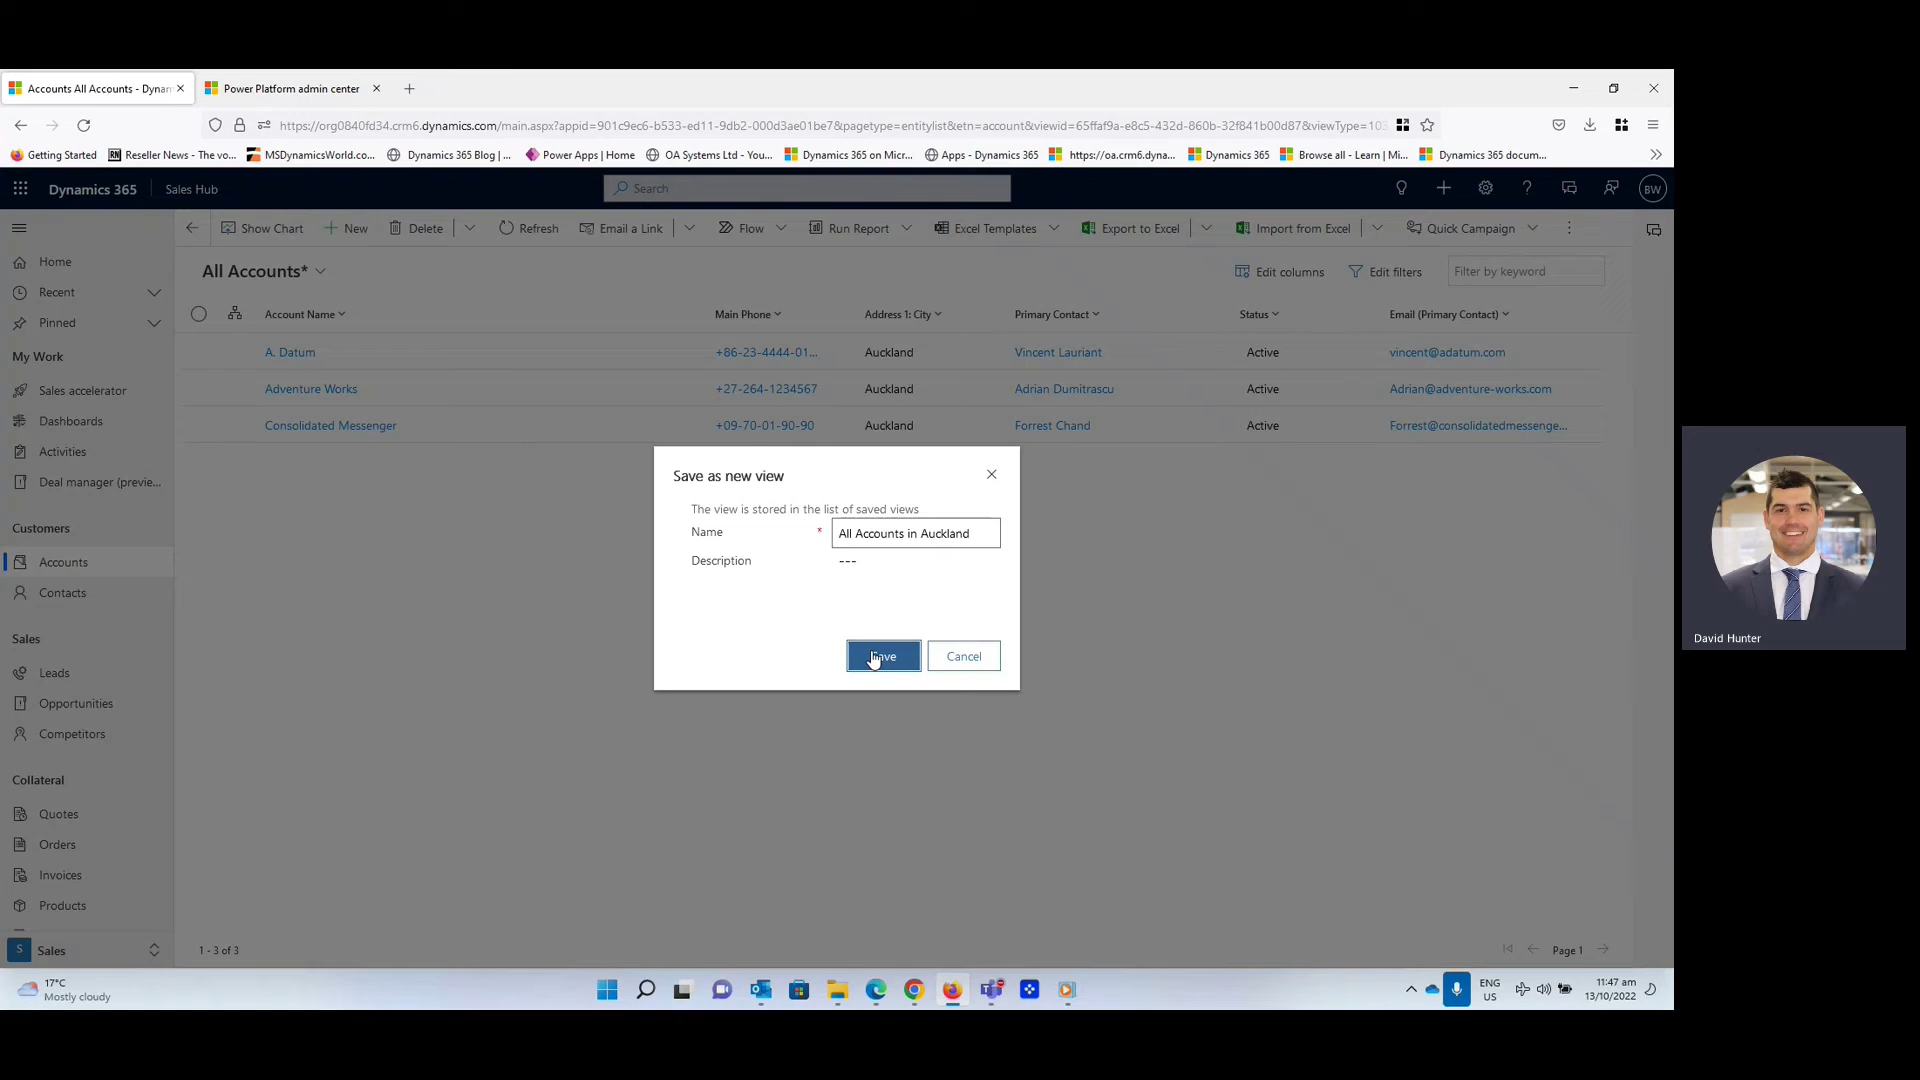 Accounts All Accounts - Dynam
Power Platform admin center
https://org0840fd34.crm6.dynamics.com/main.aspx?appid=901c9ec6-b533-ed11-9db2-000d3ae01be7&pagetype=entitylist&etn=account&viewid=65ffaf9a-e8c5-432d-860b-32f841b00d87&viewType=103
Getting Started
RN Reseller News - The vo...
MSDynamicsWorld.co...
Dynamics 365 Blog | ...
Power Apps | Home
OA Systems Ltd - You...
Dynamics 365 on Micr...
Apps - Dynamics 365
https://oa.crm6.dyna...
Dynamics 365
Browse all - Learn | Mi...
Dynamics 365 docum...
Dynamics 365
Sales Hub
Search
BW
Show Chart
New
Delete
Refresh
Email a Link
Flow
Run Report
Excel Templates
Export to Excel
Import from Excel
Quick Campaign
Home
Recent
Pinned
My Work
Sales accelerator
Dashboards
Activities
Deal manager (previe...
Customers
Accounts
Contacts
Sales
Leads
Opportunities
Competitors
Collateral
Quotes
Orders
Invoices
Products
S Sales
All Accounts*
Edit columns
Edit filters
Filter by keyword
Account Name Main Phone Address 1: City Primary Contact Status Email (Primary Contact)
A. Datum +86-23-4444-01... Auckland Vincent Lauriant Active vincent@adatum.com
Adventure Works +27-264-1234567 Auckland Adrian Dumitrascu Active Adrian@adventure-works.com
Consolidated Messenger +09-70-01-90-90 Auckland Forrest Chand Active Forrest@consolidatedmessenge...
Save as new view
The view is stored in the list of saved views
Name * All Accounts in Auckland
Description ---
Cancel
1 - 3 of 3
Page 1
David Hunter
17°C
Mostly cloudy
ENG
US
11:47 am
13/10/2022